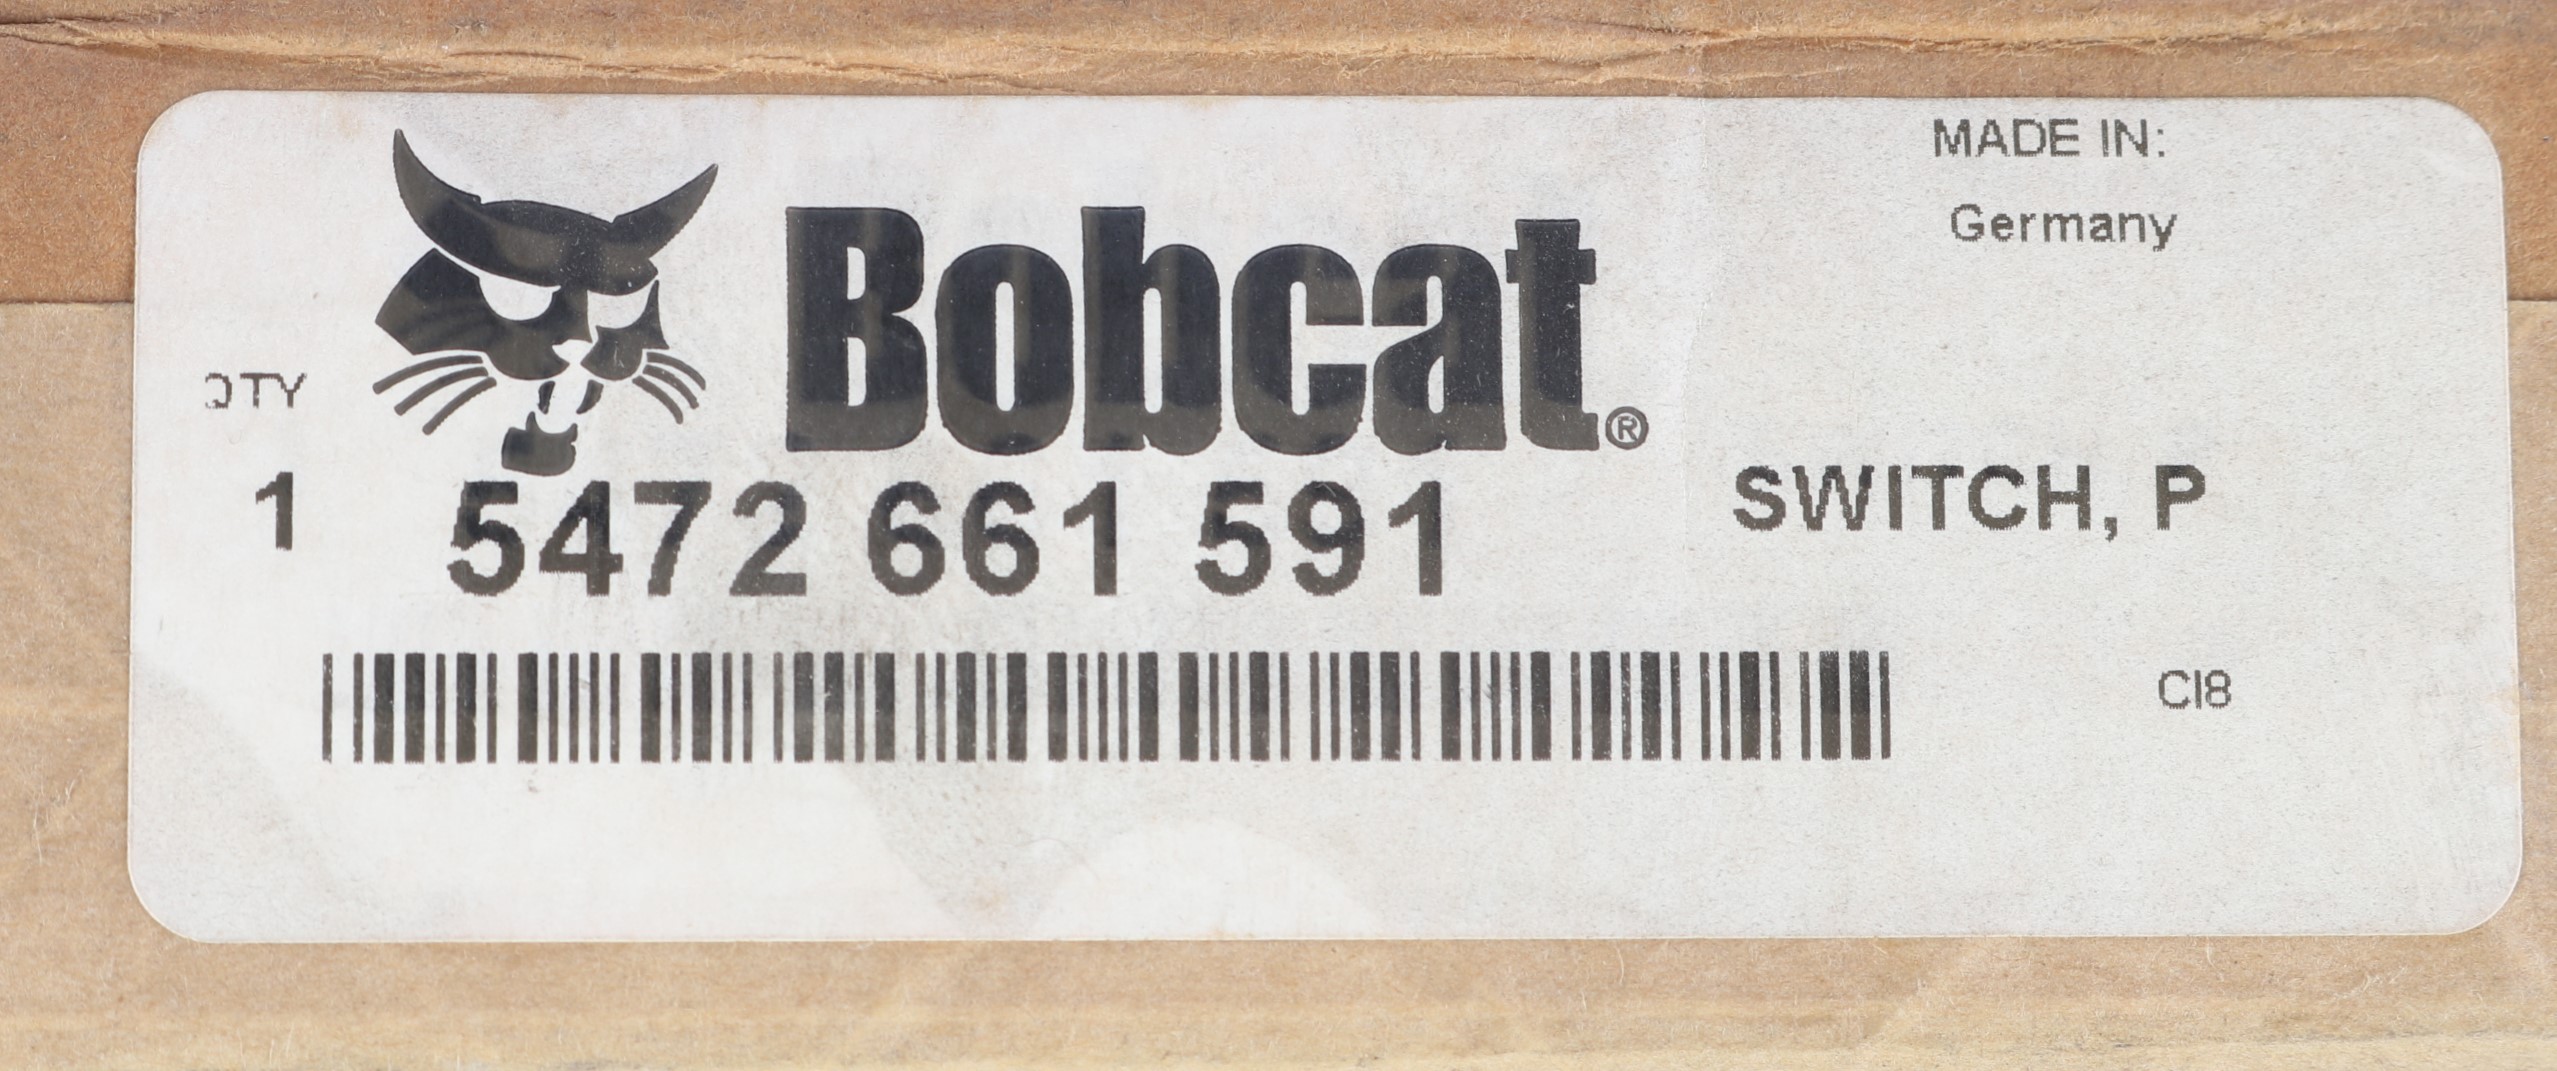 MADE IN:
Germany
Bobcat®
QTY
1 5472 661 591 SWITCH, P
CI8